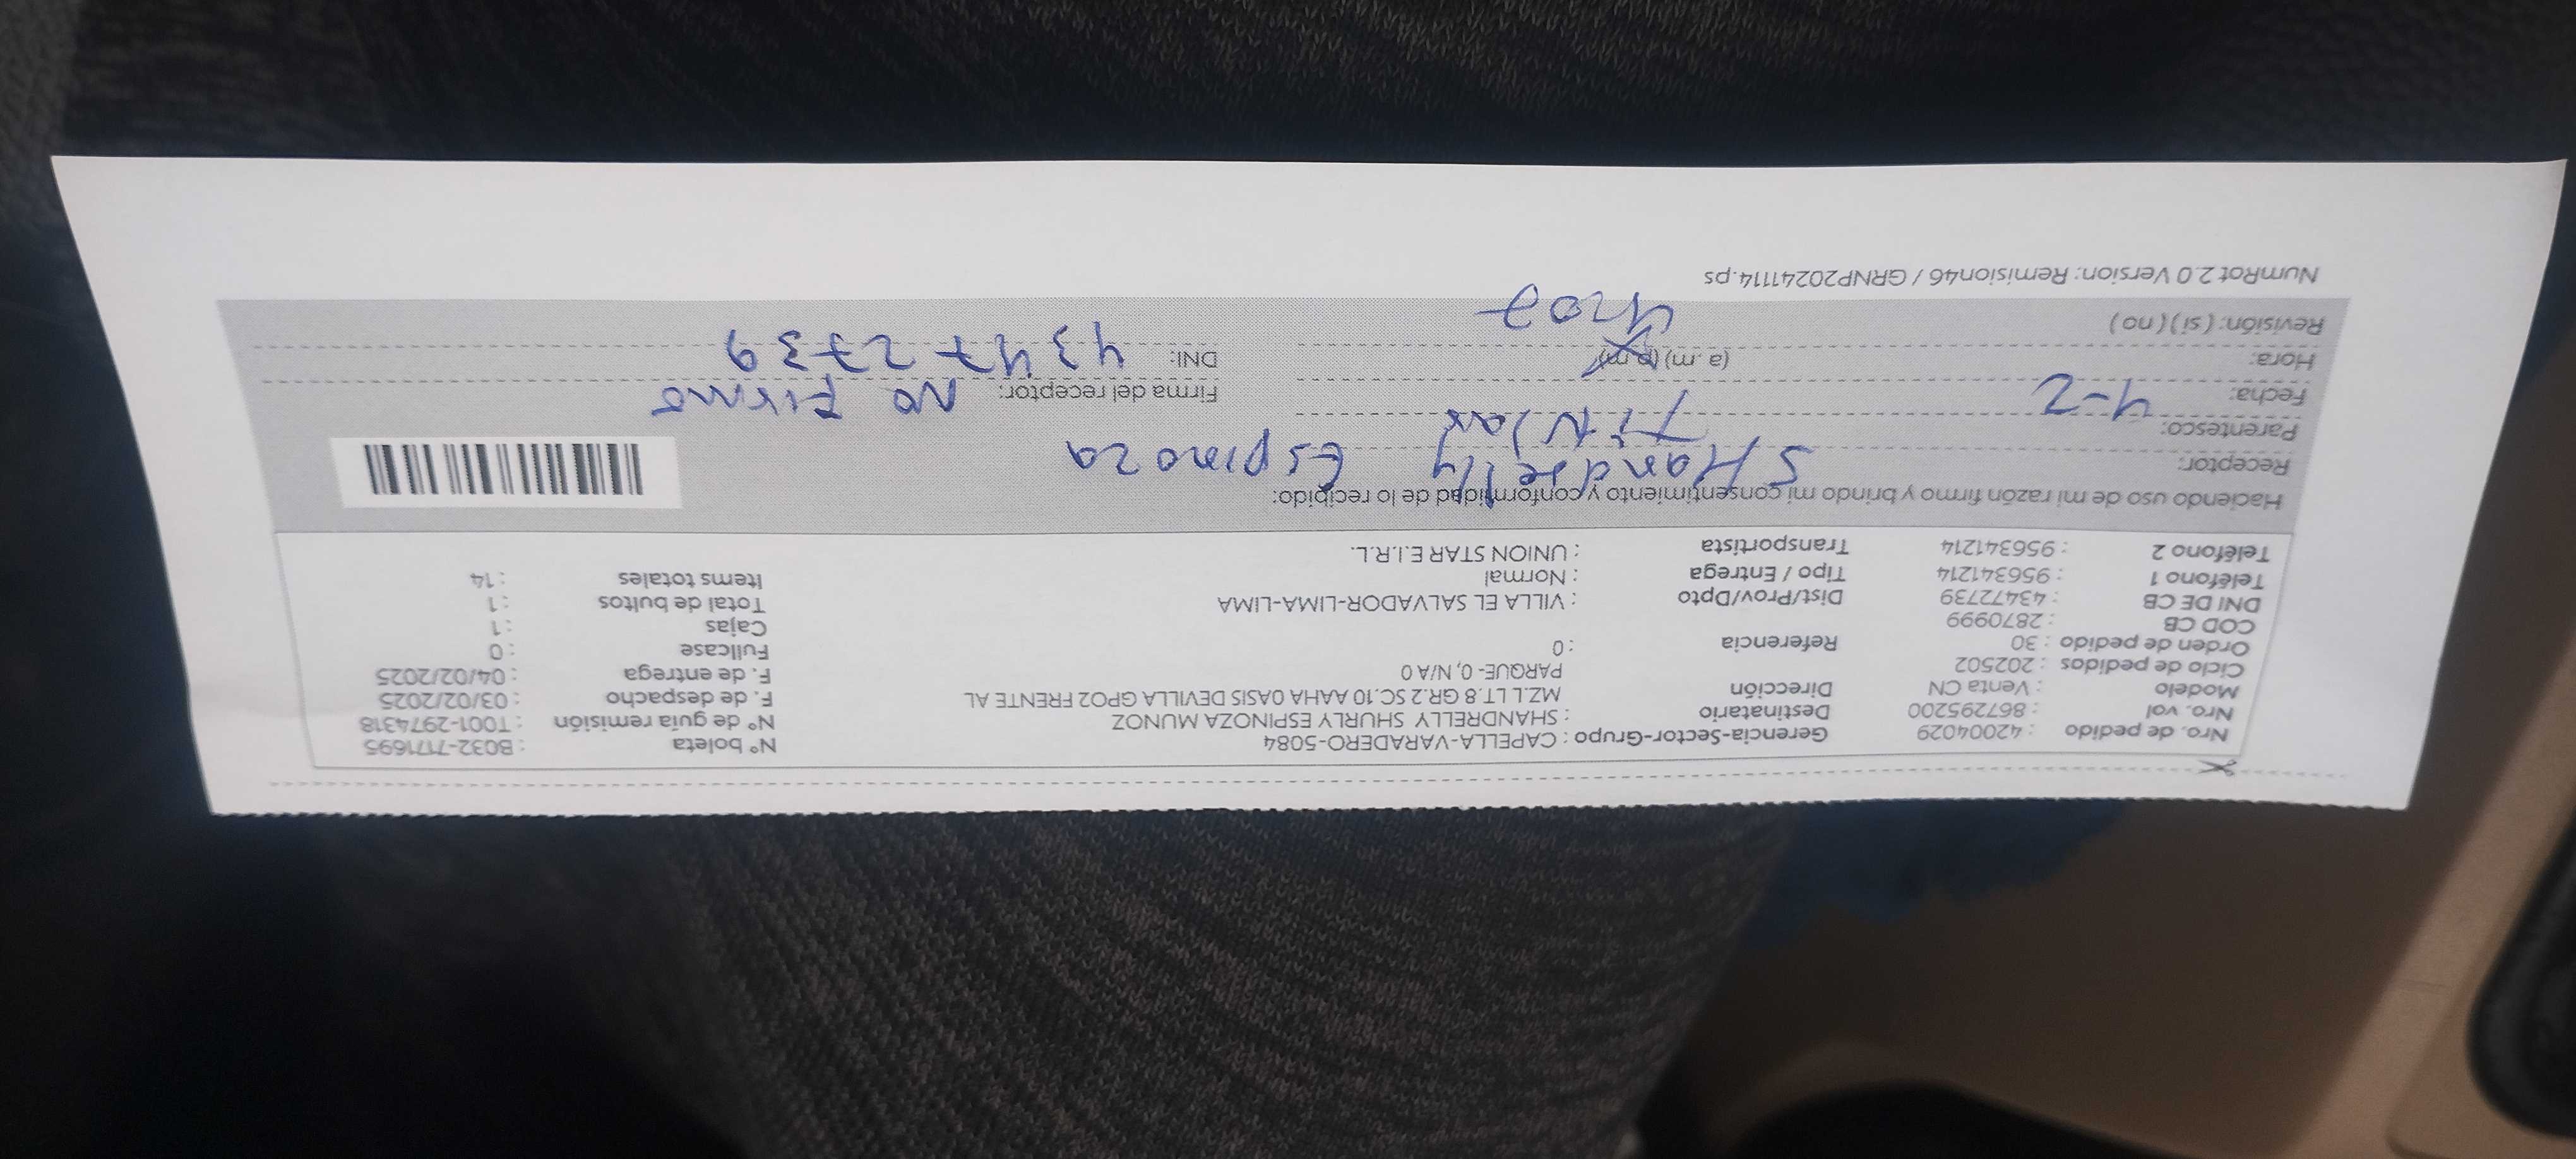 Nro. de pedido : 42004029 Gerencia-Sector-Grupo : CAPELLA-VARADERO-5084 N° boleta : B032-7171695
Nro. vol : 867295200 Destinatario : SHANDRELLY SHURLY ESPINOZA MUNOZ N° de guía remisión : T001-2974318
Modelo : Venta CN Dirección MZ.L LT.8 GR.2 SC.10 AAHA OASIS DEVILLA GPO2 FRENTE AL F. de despacho : 03/02/2025
Ciclo de pedidos : 202502 PARQUE- 0, N/A 0 F. de entrega : 04/02/2025
Orden de pedido : 30 Referencia : 0 Fullcase : 0
COD CB : 2870999 Cajas : 1
DNI DE CB : 43472739 Dist/Prov/Dpto : VILLA EL SALVADOR-LIMA-LIMA Total de bultos : 1
Teléfono 1 : 956341214 Tipo / Entrega : Normal Items totales : 14
Teléfono 2 : 956341214 Transportista : UNION STAR E.I.R.L.
Haciendo uso de mi razón firmo y brindo mi consentimiento y conformidad de lo recibido:
Receptor: SHandrelly Espinoza
Parentesco: TiNlar
Fecha: 4-2 Firma del receptor: No Firmo
Hora: (a.m) (p.m) DNI: 43472739
Revisión: ( si ) ( no )
NumRot 2.0 Version: Remision46 / GRNP20241114.ps